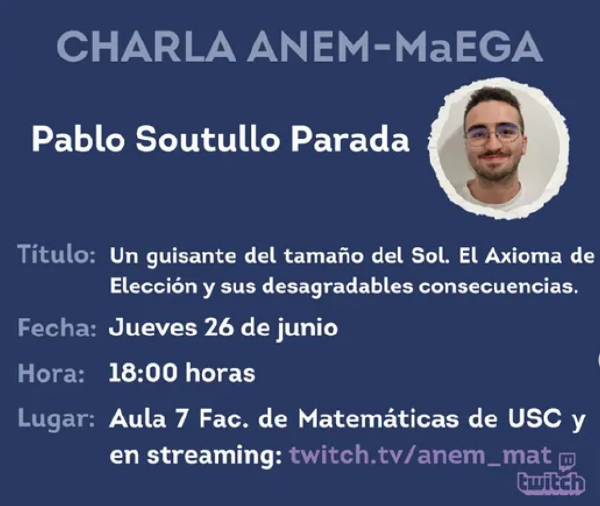 CHARLA ANEM-MaEGA
Pablo Soutullo Parada
Título: Un guisante del tamaño del Sol. El Axioma de
Elección y sus desagradables consecuencias.
Fecha: Jueves 26 de junio
Hora: 18:00 horas
Lugar: Aula 7 Fac. de Matemáticas de USC y
en streaming: twitch.tv/anem_mat
twitch